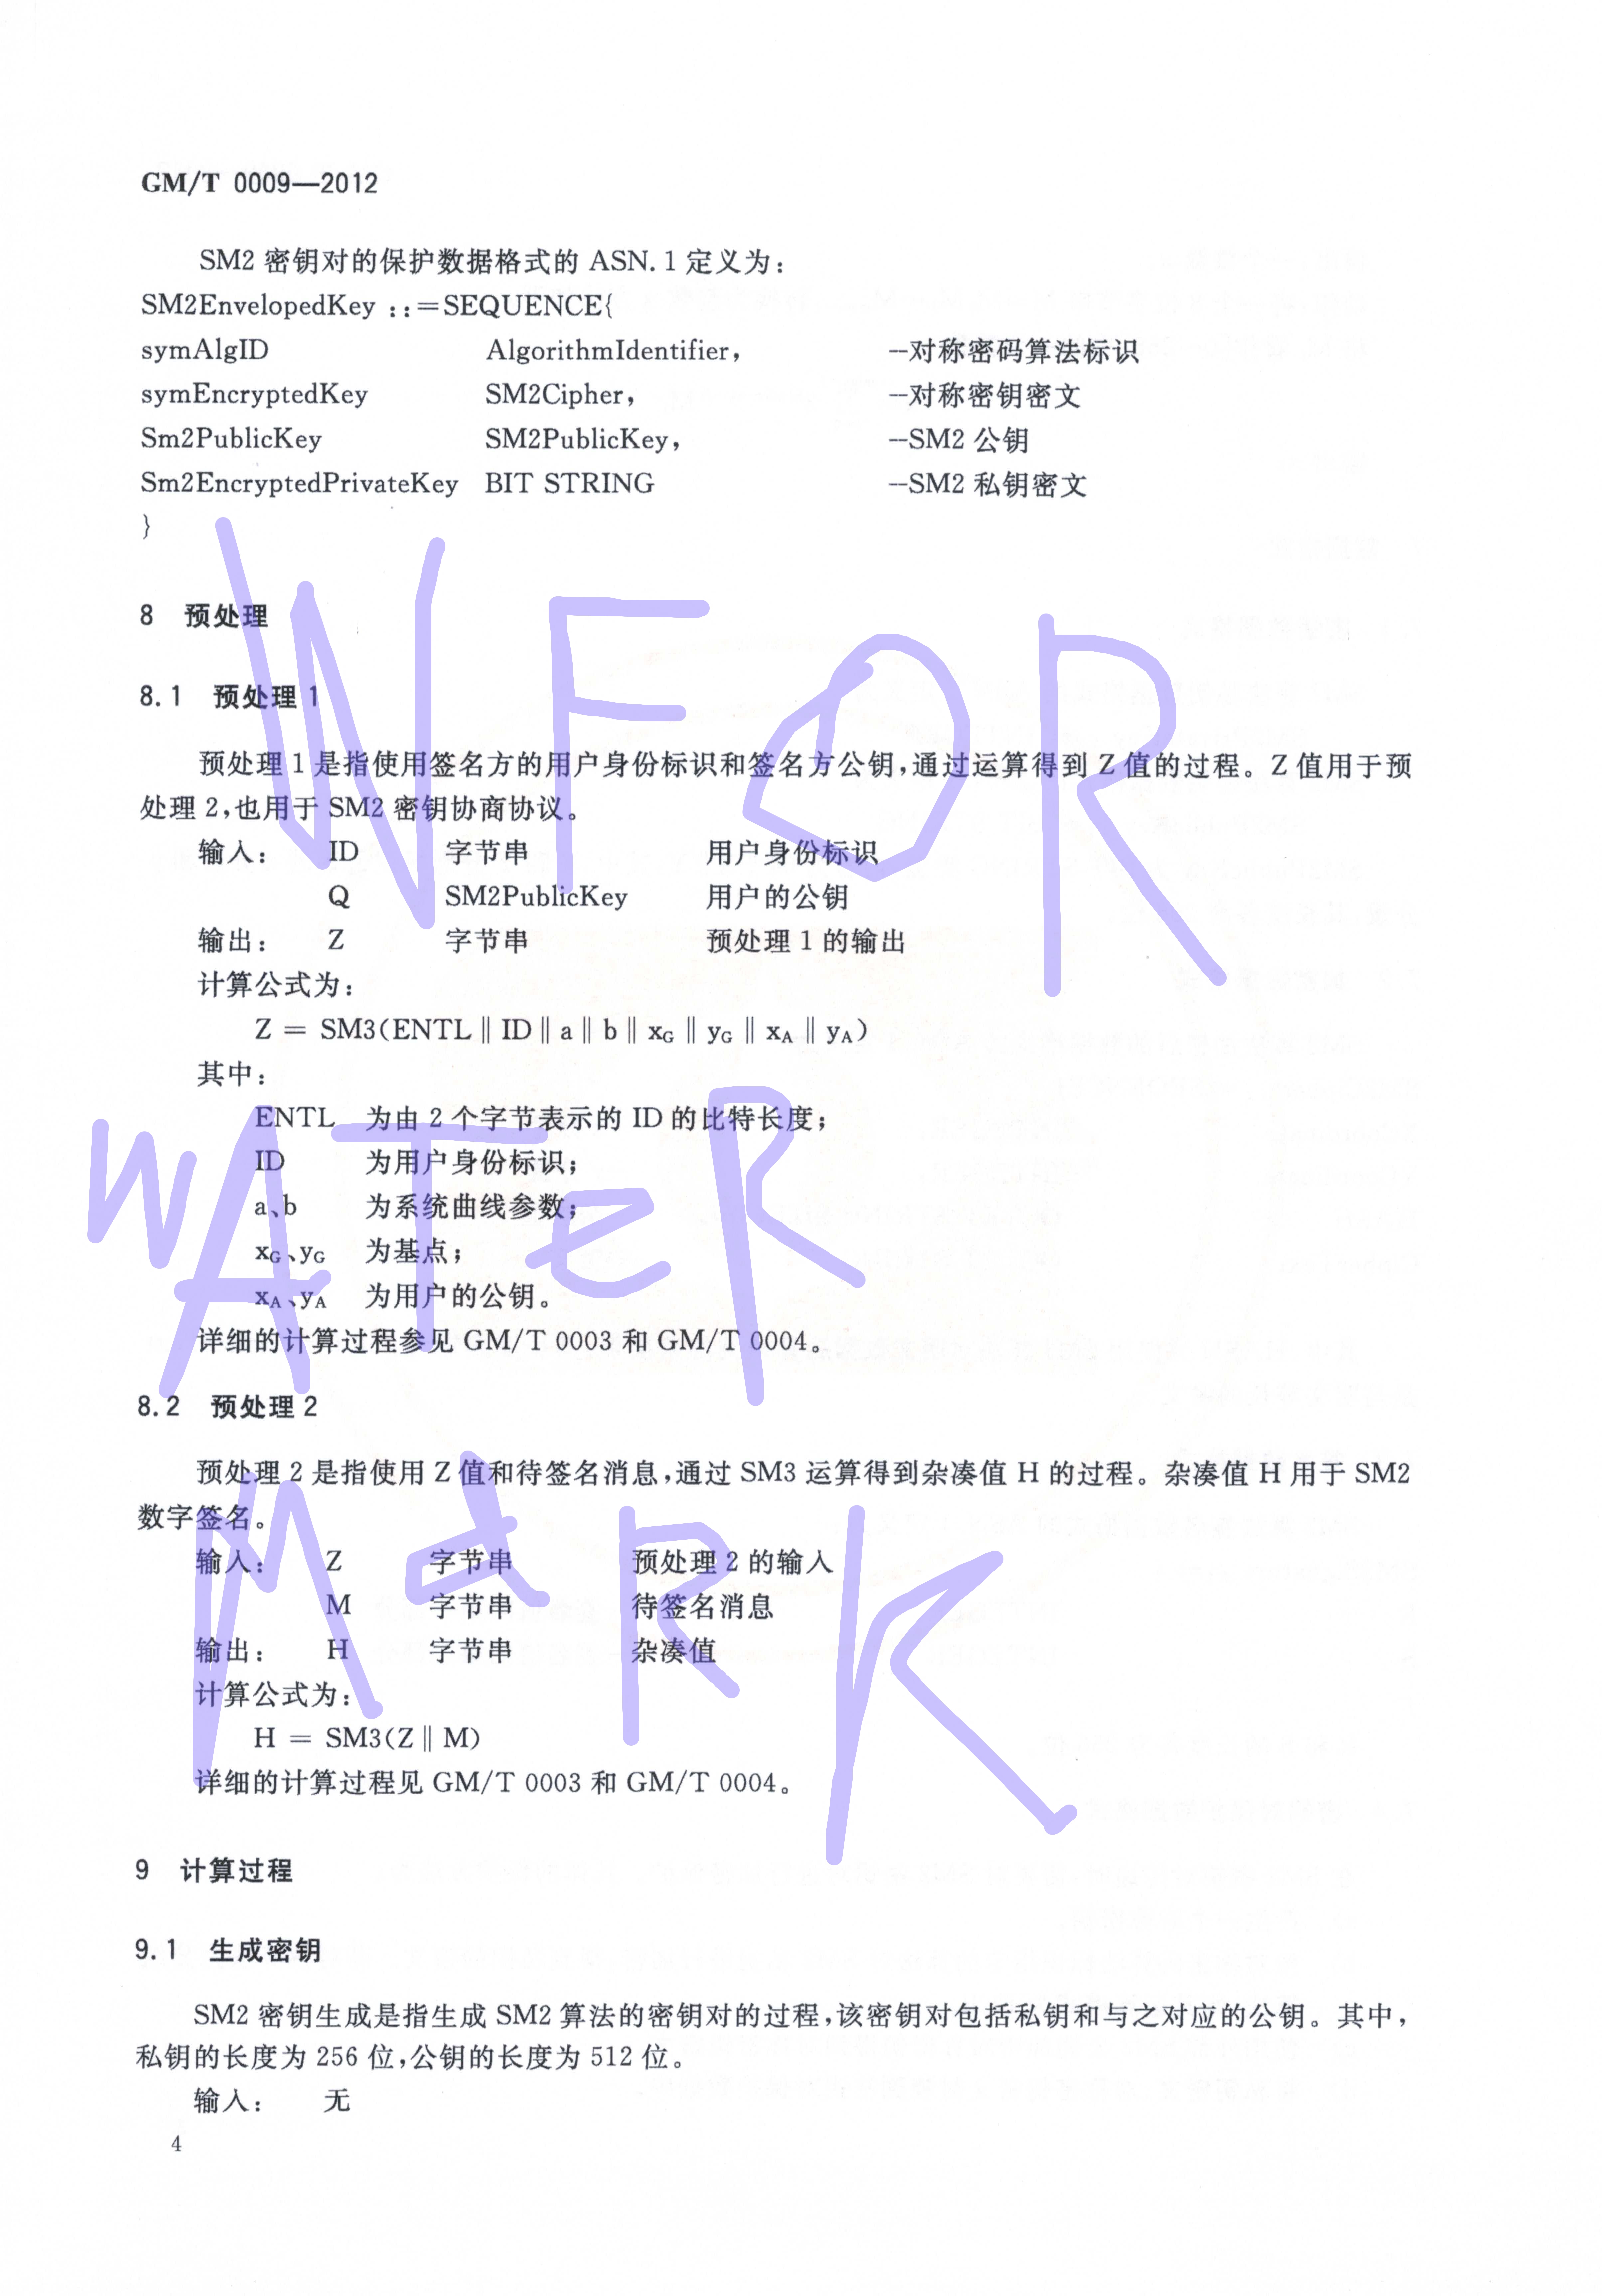 GM/T 0009—2012
SM2 密钥对的保护数据格式的 ASN.1 定义为：
SM2EnvelopedKey ::=SEQUENCE{
symAlgID AlgorithmIdentifier, --对称密码算法标识
symEncryptedKey SM2Cipher, --对称密钥密文
Sm2PublicKey SM2PublicKey, --SM2 公钥
Sm2EncryptedPrivateKey BIT STRING --SM2 私钥密文
}
8 预处理
8.1 预处理 1
预处理 1 是指使用签名方的用户身份标识和签名方公钥,通过运算得到 Z 值的过程。Z 值用于预
处理 2,也用于 SM2 密钥协商协议。
输入： ID 字节串 用户身份标识
Q SM2PublicKey 用户的公钥
输出： Z 字节串 预处理 1 的输出
计算公式为：
Z = SM3(ENTL ‖ ID ‖ a ‖ b ‖ xG ‖ yG ‖ xA ‖ yA)
其中：
ENTL 为由 2 个字节表示的 ID 的比特长度；
ID 为用户身份标识；
a、b 为系统曲线参数；
xG、yG 为基点；
xA、yA 为用户的公钥。
详细的计算过程参见 GM/T 0003 和 GM/T 0004。
8.2 预处理 2
预处理 2 是指使用 Z 值和待签名消息,通过 SM3 运算得到杂凑值 H 的过程。杂凑值 H 用于 SM2
数字签名。
输入： Z 字节串 预处理 2 的输入
M 字节串 待签名消息
输出： H 字节串 杂凑值
计算公式为：
H = SM3(Z ‖ M)
详细的计算过程见 GM/T 0003 和 GM/T 0004。
9 计算过程
9.1 生成密钥
SM2 密钥生成是指生成 SM2 算法的密钥对的过程,该密钥对包括私钥和与之对应的公钥。其中,
私钥的长度为 256 位,公钥的长度为 512 位。
输入： 无
4
WFOR
WATeR
MaRK